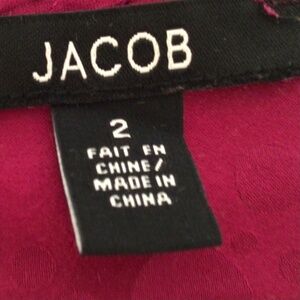 JACOB
2
FAIT EN
CHINE/
MADE IN
CHINA